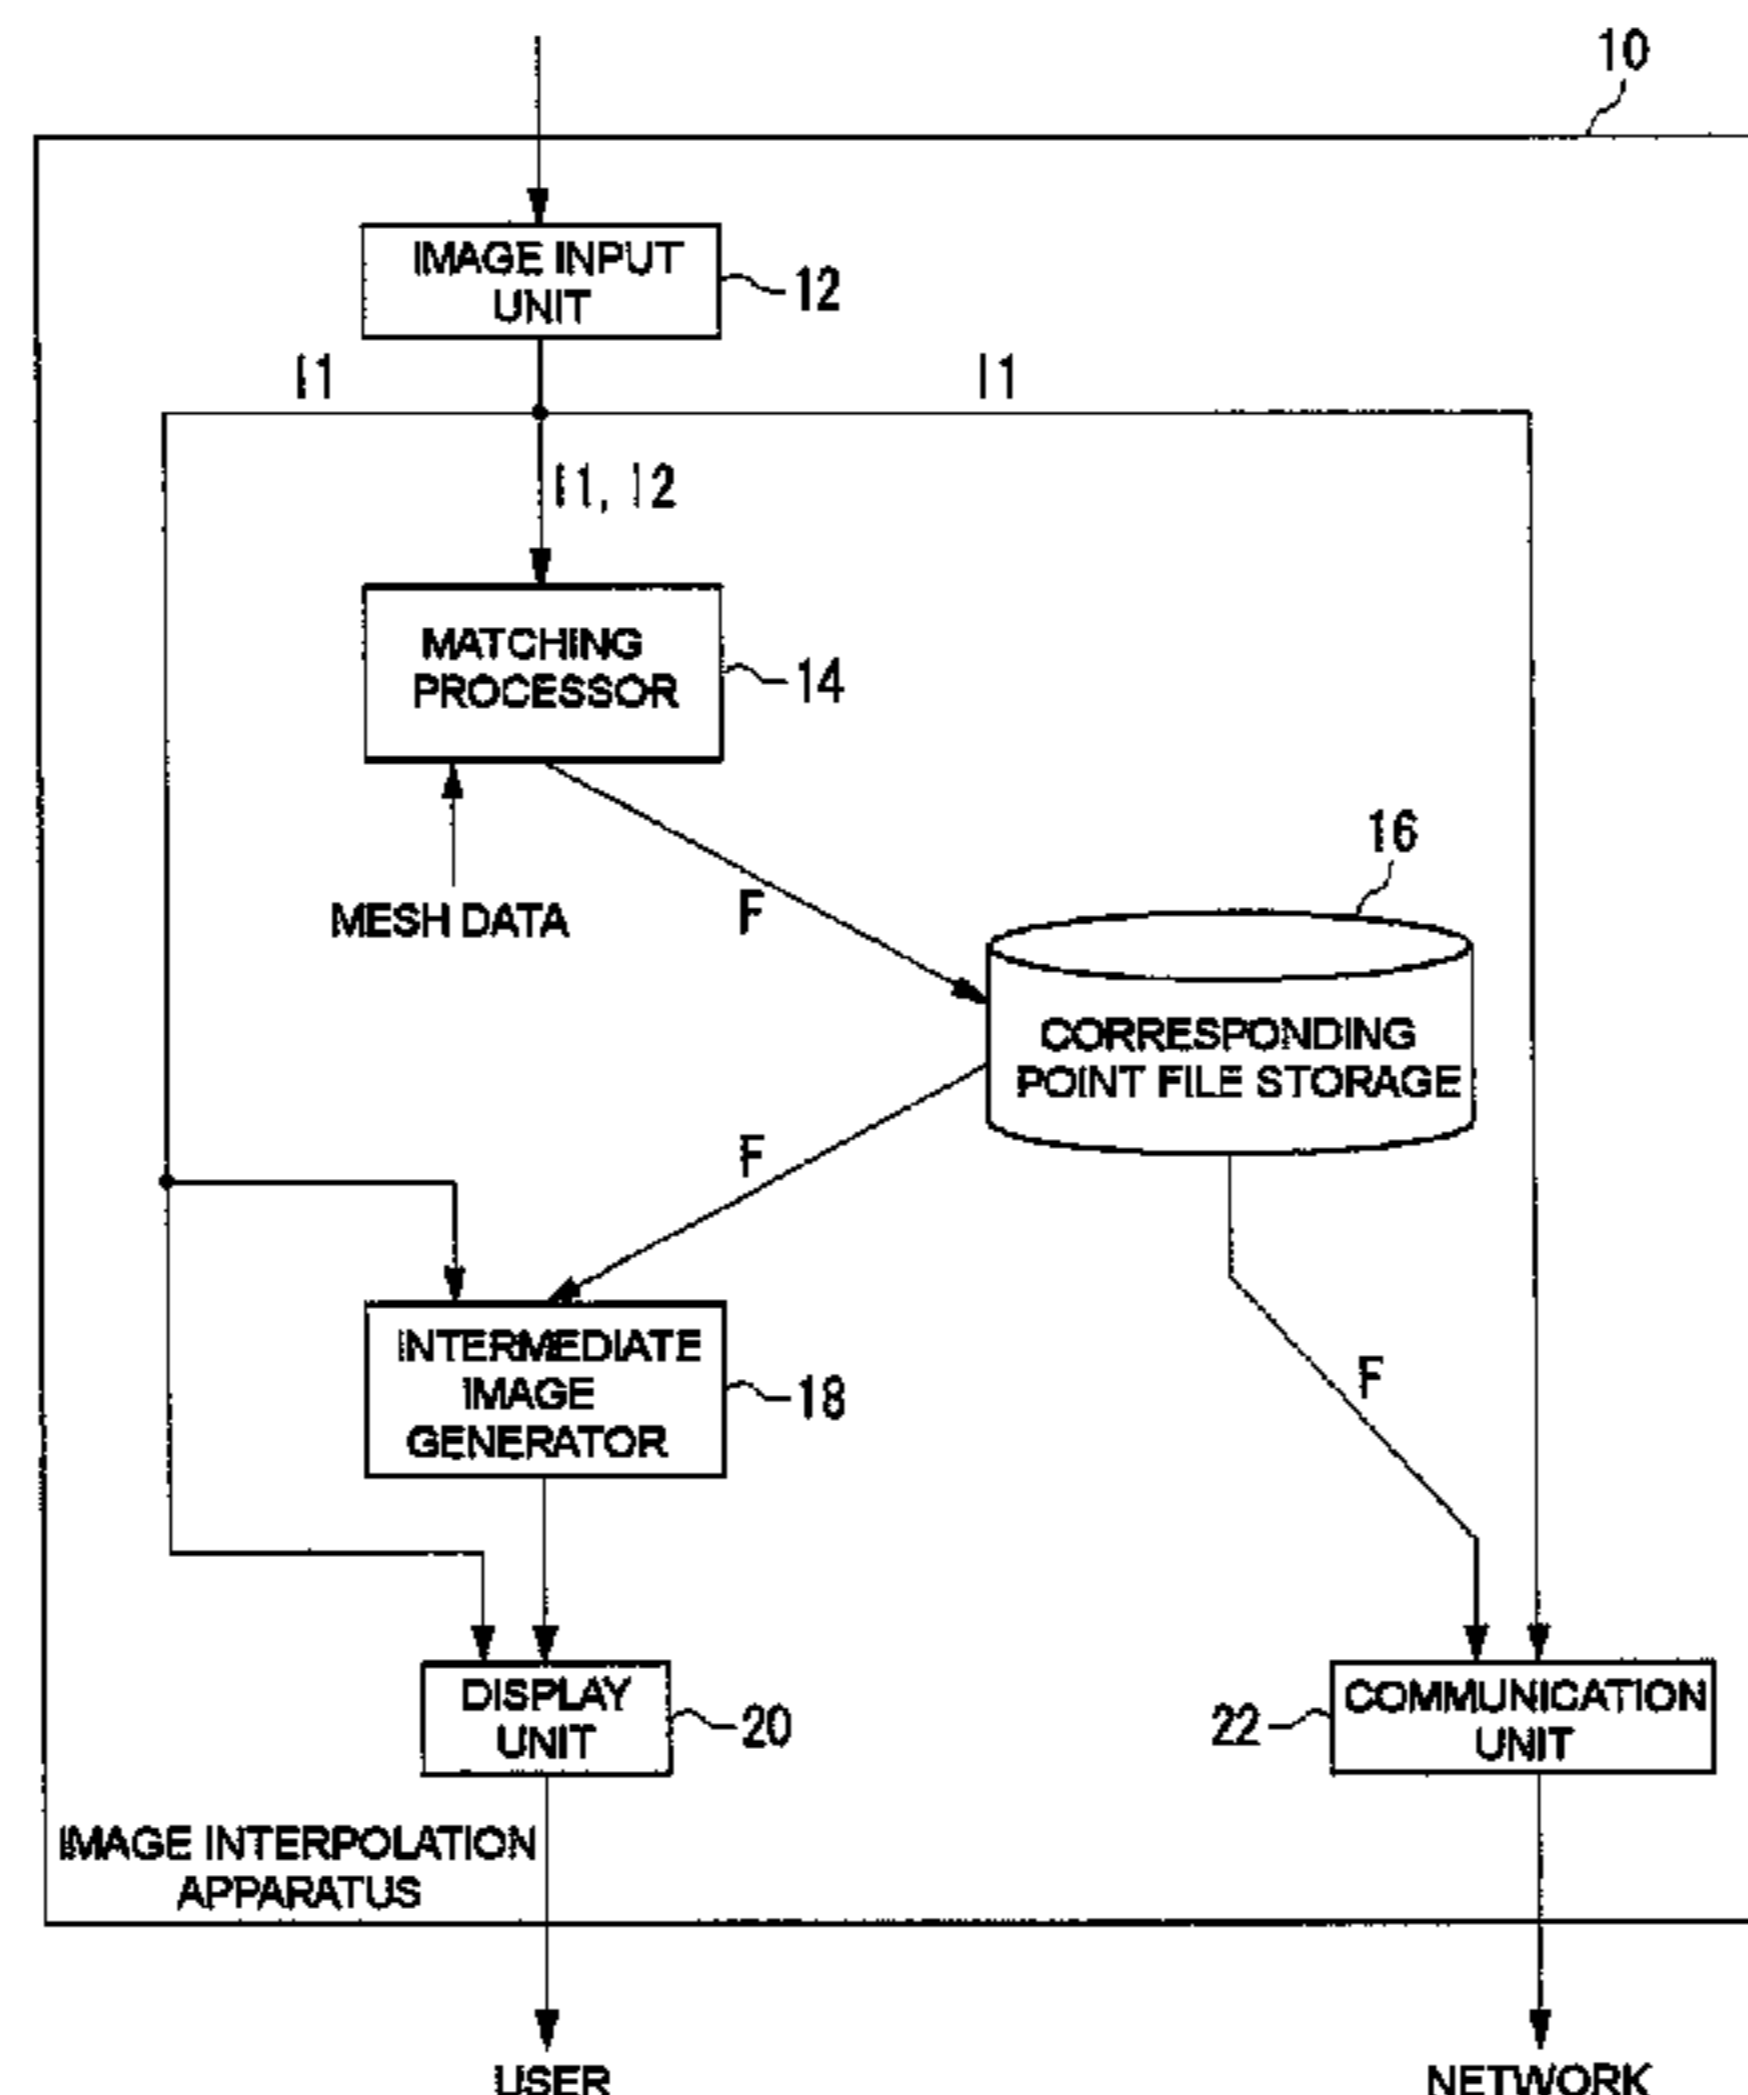 10
IMAGE INPUT
UNIT
12
I1
I1
I1, I2
MATCHING
PROCESSOR
14
MESH DATA
F
16
CORRESPONDING
POINT FILE STORAGE
F
INTERMEDIATE
IMAGE
GENERATOR
18
F
DISPLAY
UNIT
20
22
COMMUNICATION
UNIT
IMAGE INTERPOLATION
APPARATUS
USER
NETWORK